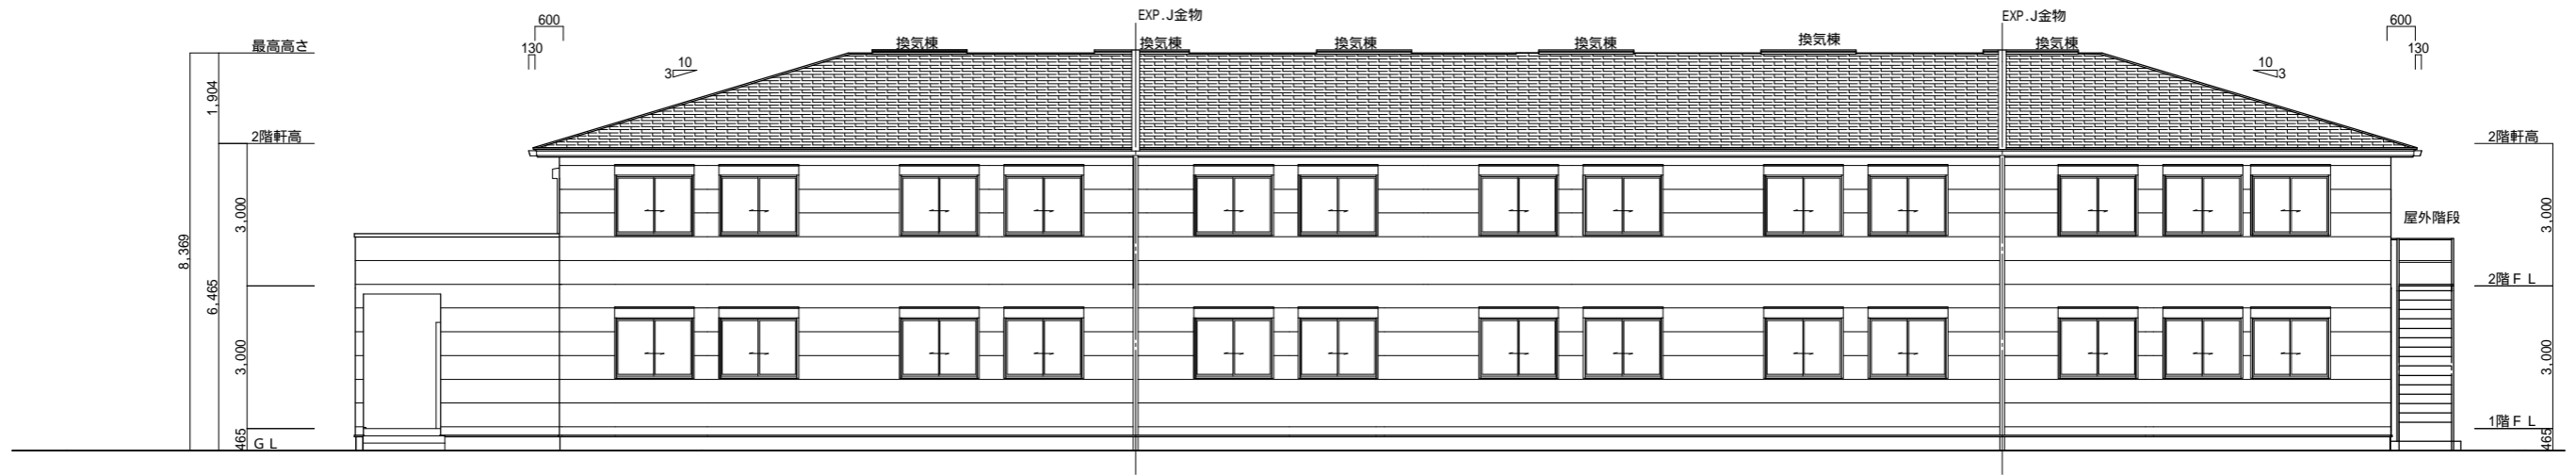 EXP.J金物
EXP.J金物
600
600
最高高さ
換気棟
換気棟
換気棟
換気棟
換気棟
換気棟
130
130
10
3
10
3
1,904
2階軒高
2階軒高
3,000
3,000
屋外階段
8,369
6,465
2階ＦＬ
3,000
3,000
1階ＦＬ
465
ＧＬ
465